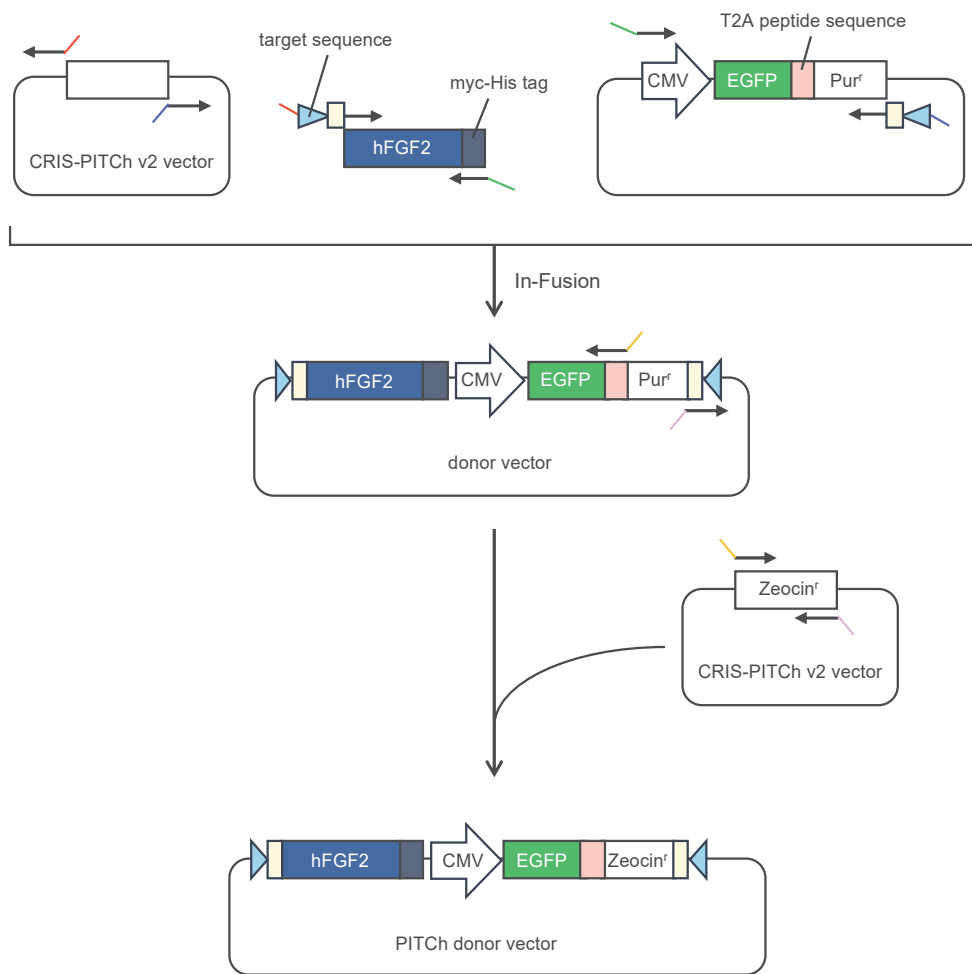 T2A peptide sequence
target sequence
myc-His tag
CMV
EGFP
Purʳ
hFGF2
CRIS-PITCh v2 vector
In-Fusion
hFGF2
CMV
EGFP
Purʳ
donor vector
Zeocinʳ
CRIS-PITCh v2 vector
hFGF2
CMV
EGFP
Zeocinʳ
PITCh donor vector